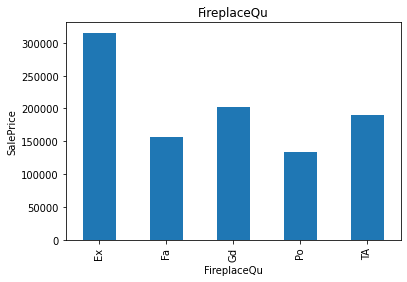 FireplaceQu
300000
250000
200000
150000
100000
50000
0
SalePrice
Ex
Fa
Gd
Po
TA
FireplaceQu